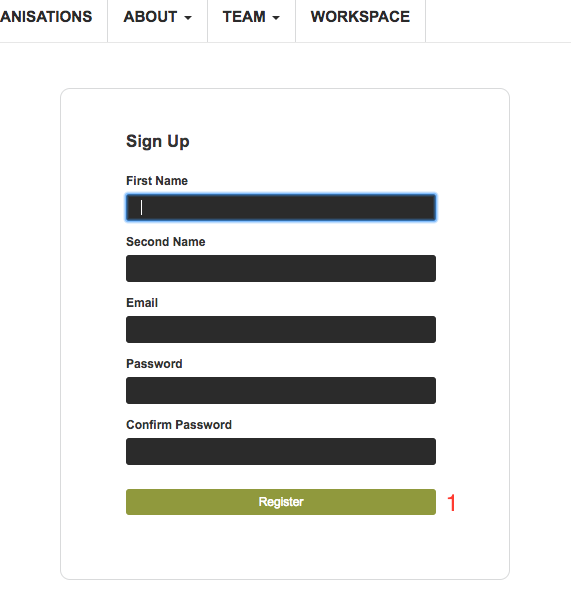 ANISATIONS ABOUT TEAM WORKSPACE
Sign Up
First Name
Second Name
Email
Password
Confirm Password
Register 1